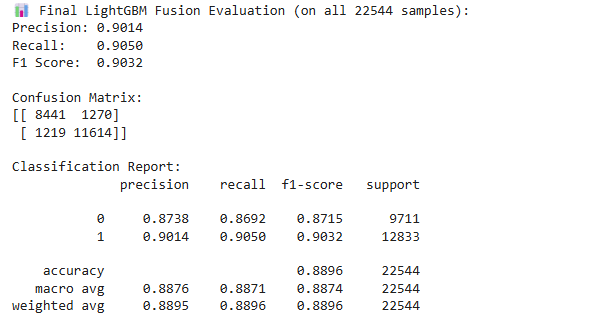 📊 Final LightGBM Fusion Evaluation (on all 22544 samples):
Precision: 0.9014
Recall:    0.9050
F1 Score:  0.9032

Confusion Matrix:
[[ 8441  1270]
 [ 1219 11614]]

Classification Report:
              precision    recall  f1-score   support

           0     0.8738    0.8692    0.8715      9711
           1     0.9014    0.9050    0.9032     12833

    accuracy                         0.8896     22544
   macro avg     0.8876    0.8871    0.8874     22544
weighted avg     0.8895    0.8896    0.8896     22544